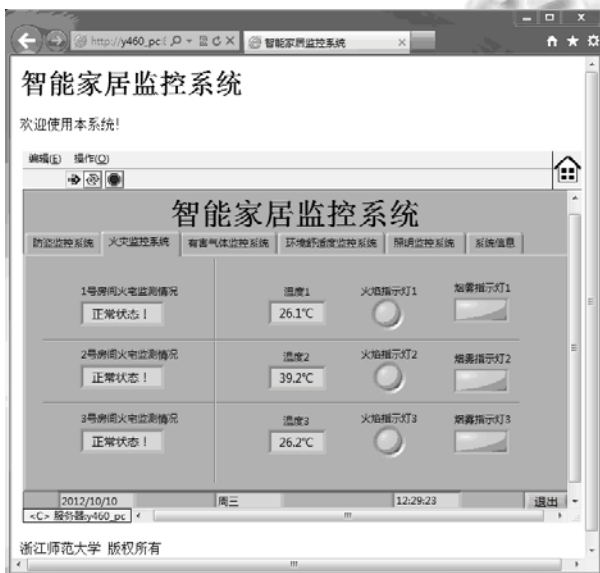 http://y460_pc:(
智能家居监控系统
智能家居监控系统
欢迎使用本系统!
编辑(E) 操作(O)
智能家居监控系统
防盗监控系统 火灾监控系统 有害气体监控系统 环境舒适度监控系统 照明监控系统 系统信息
1号房间火宅监测情况 温度1 火焰指示灯1 烟雾指示灯1
正常状态！ 26.1℃
2号房间火宅监测情况 温度2 火焰指示灯2 烟雾指示灯2
正常状态！ 39.2℃
3号房间火宅监测情况 温度3 火焰指示灯3 烟雾指示灯3
正常状态！ 26.2℃
2012/10/10 周三 12:29:23 退出
<C> 服务器:y460_pc
浙江师范大学 版权所有